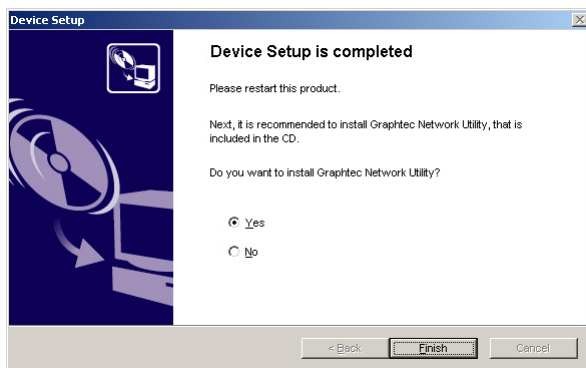 Device Setup
Device Setup is completed
Please restart this product.
Next, it is recommended to install Graphtec Network Utility, that is
included in the CD.
Do you want to install Graphtec Network Utility?
Yes
No
< Back
Finish
Cancel